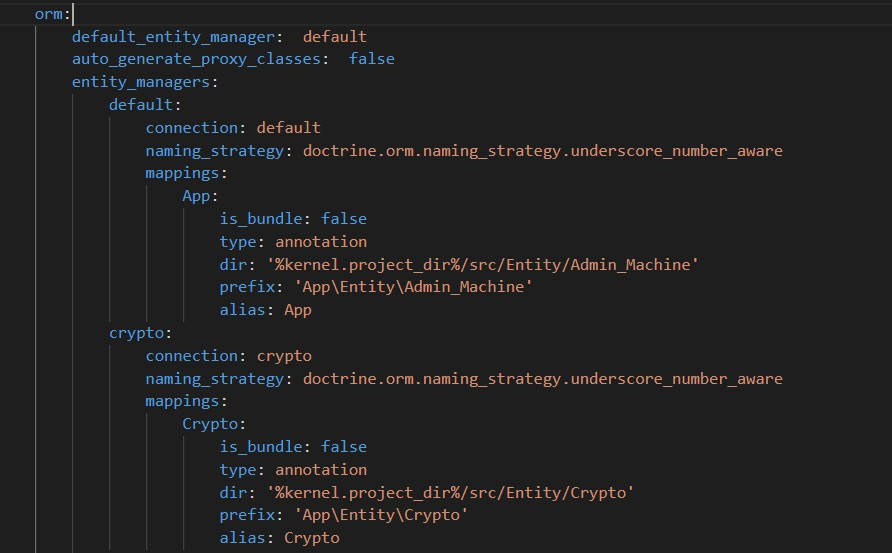 orm:
default_entity_manager:  default
auto_generate_proxy_classes:  false
entity_managers:
default:
connection: default
naming_strategy: doctrine.orm.naming_strategy.underscore_number_aware
mappings:
App:
is_bundle: false
type: annotation
dir: '%kernel.project_dir%/src/Entity/Admin_Machine'
prefix: 'App\Entity\Admin_Machine'
alias: App
crypto:
connection: crypto
naming_strategy: doctrine.orm.naming_strategy.underscore_number_aware
mappings:
Crypto:
is_bundle: false
type: annotation
dir: '%kernel.project_dir%/src/Entity/Crypto'
prefix: 'App\Entity\Crypto'
alias: Crypto